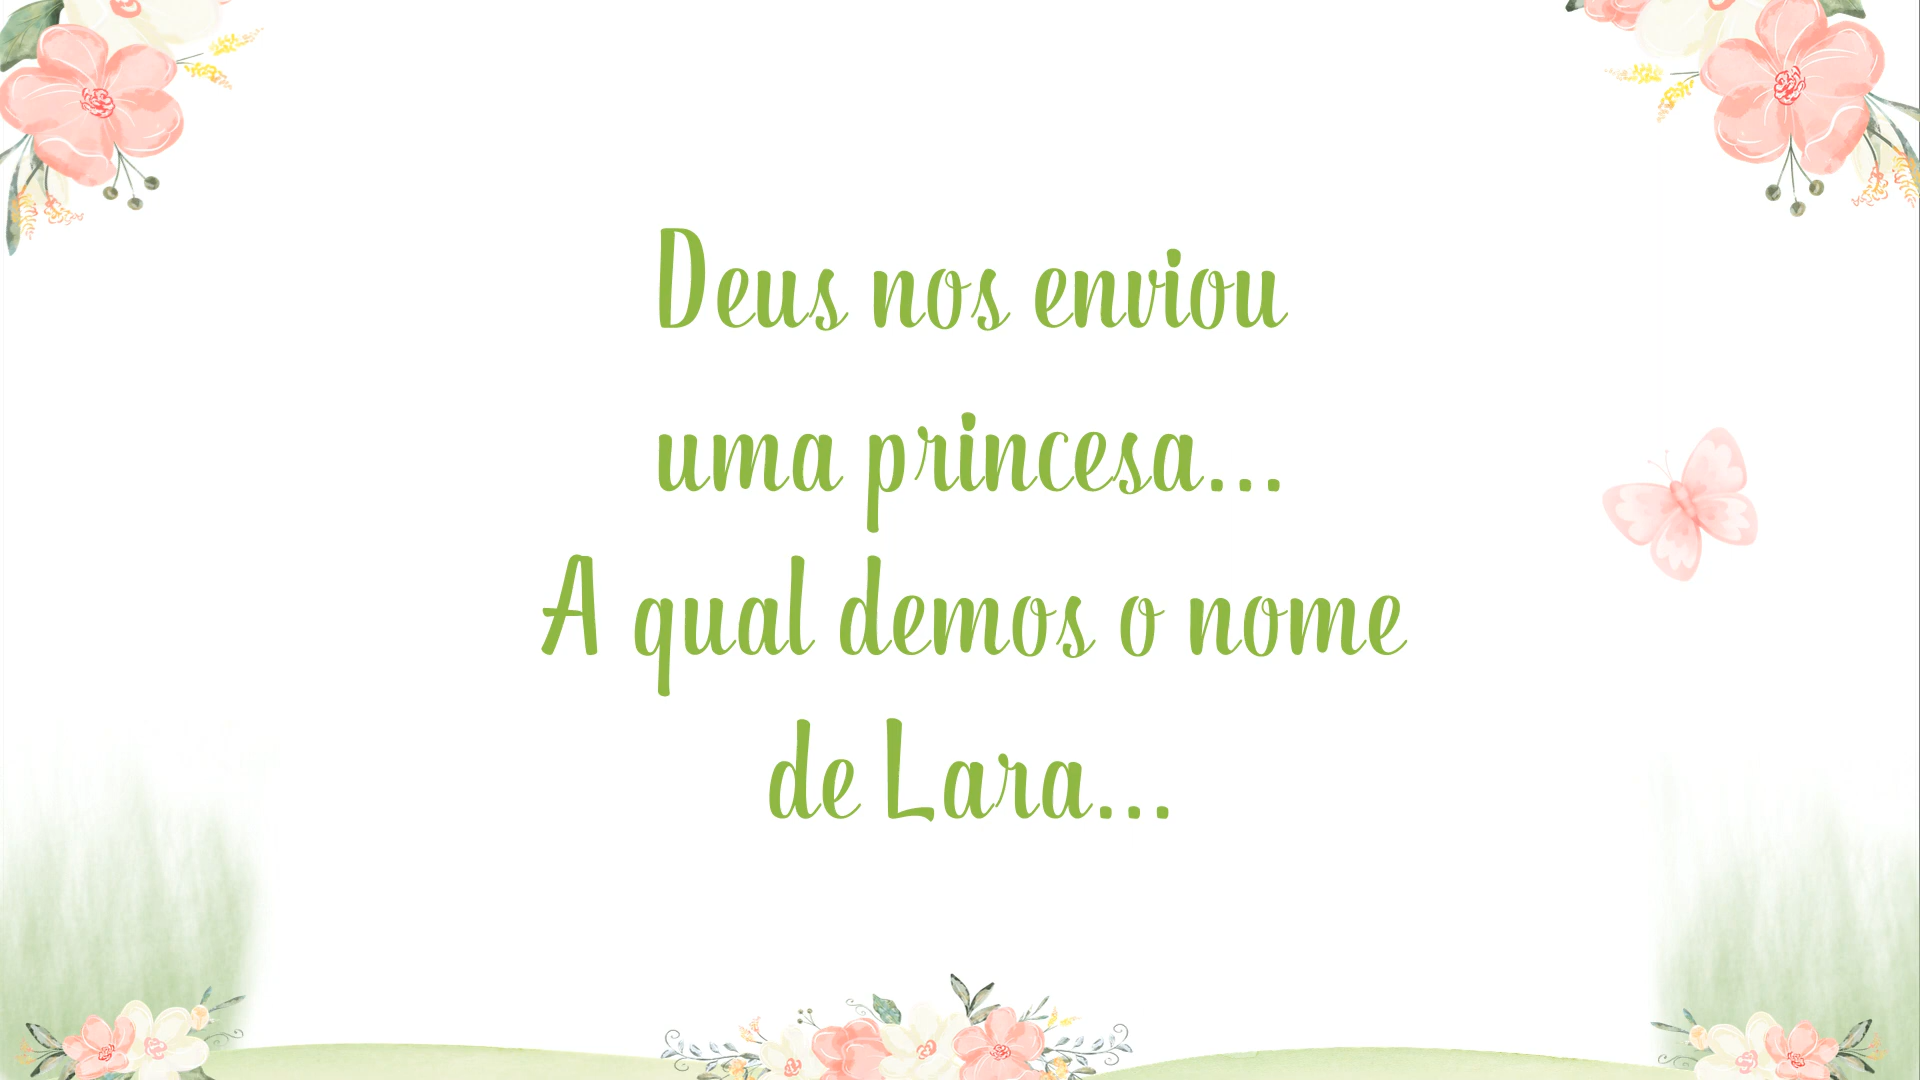 Deus nos enviou
uma princesa...
A qual demos o nome
de Lara...